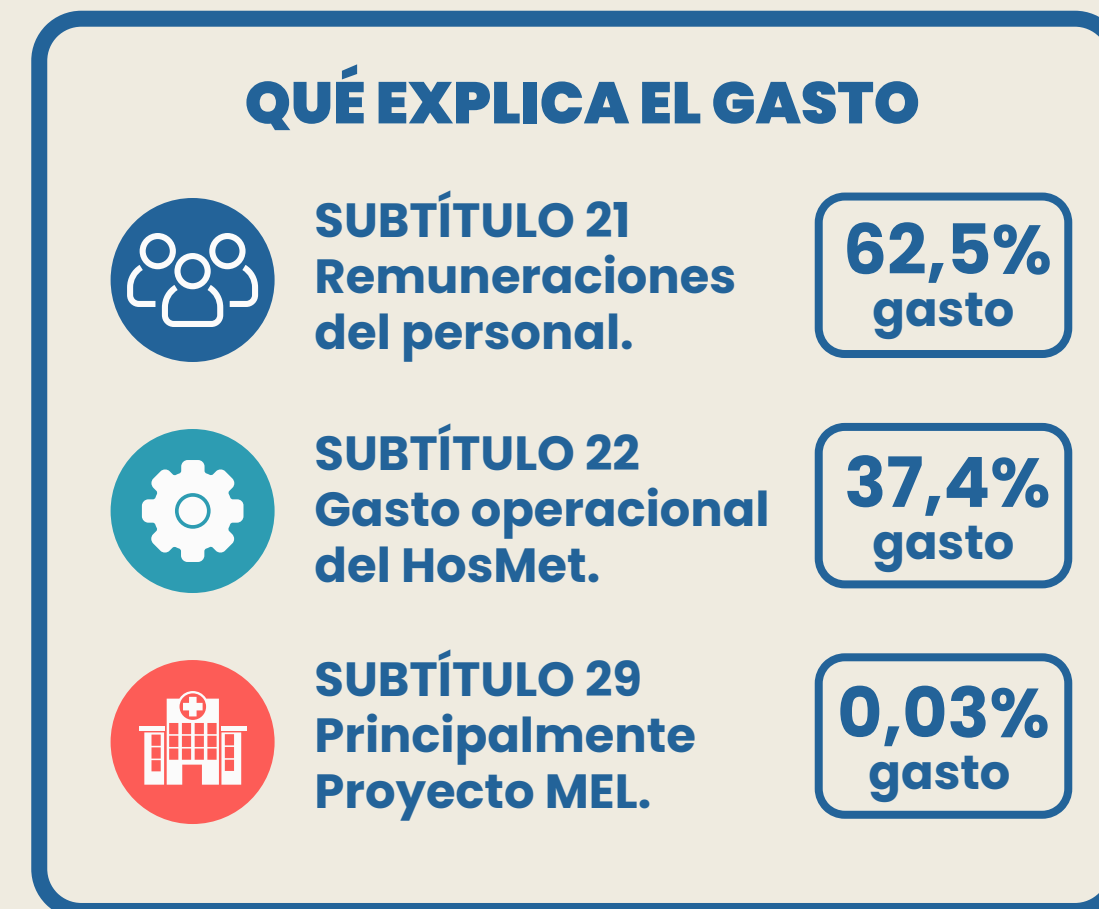 QUÉ EXPLICA EL GASTO
SUBTÍTULO 21
Remuneraciones
del personal.
62,5%
gasto
SUBTÍTULO 22
Gasto operacional
del HosMet.
37,4%
gasto
SUBTÍTULO 29
Principalmente
Proyecto MEL.
0,03%
gasto